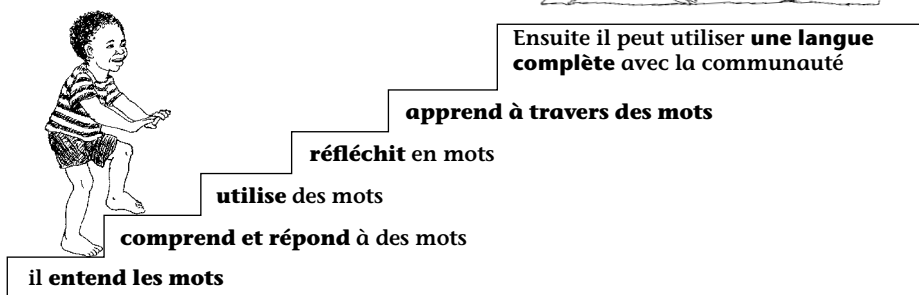 Ensuite il peut utiliser une langue
complète avec la communauté
apprend à travers des mots
réfléchit en mots
utilise des mots
comprend et répond à des mots
il entend les mots